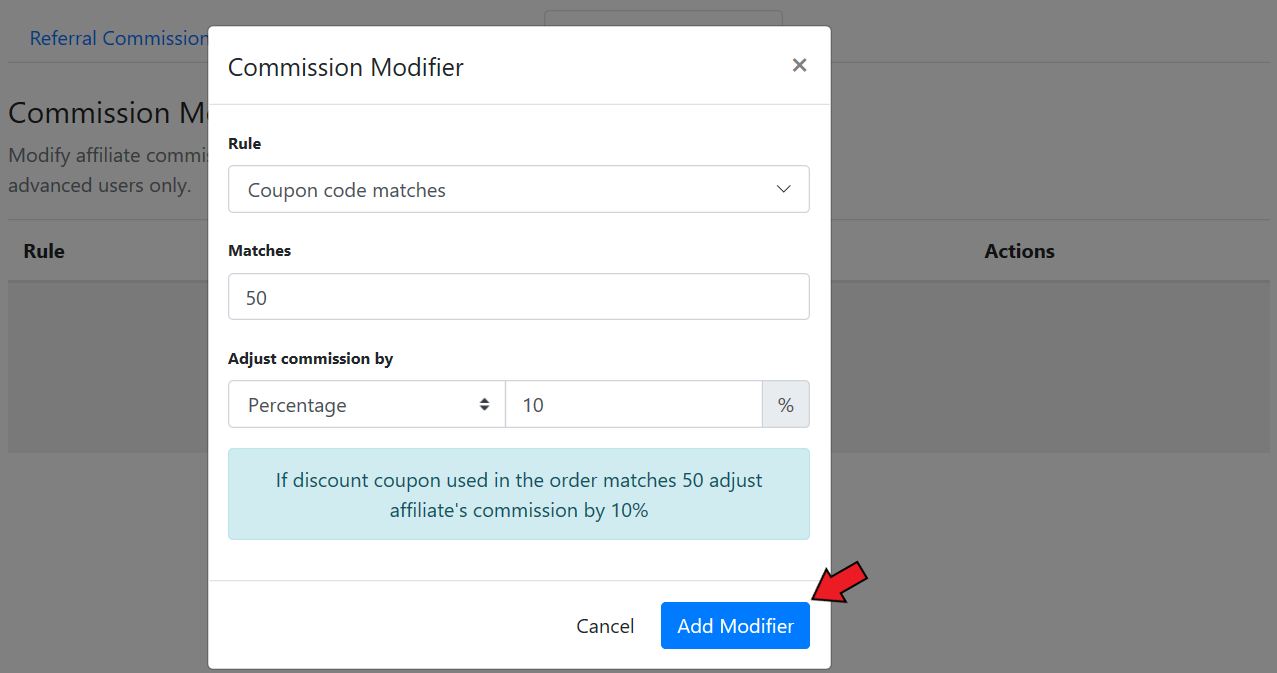 Referral Commission
Commission Modifier
×
Commission M
Modify affiliate commi
advanced users only.
Rule
Actions
Rule
Coupon code matches
Matches
50
Adjust commission by
Percentage
10
%
If discount coupon used in the order matches 50 adjust
affiliate's commission by 10%
Cancel
Add Modifier